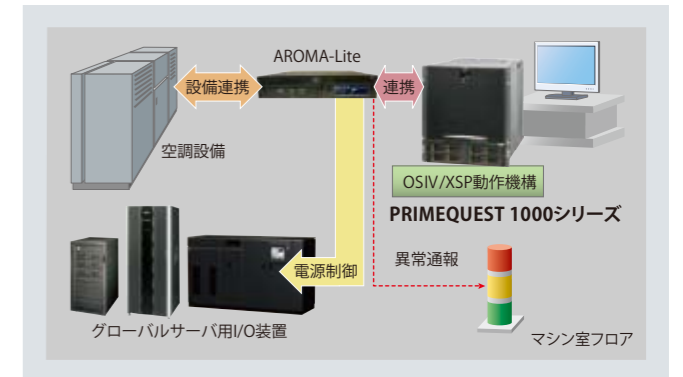 AROMA-Lite
設備連携
連携
空調設備
OSIV/XSP動作機構
PRIMEQUEST 1000シリーズ
異常通報
電源制御
グローバルサーバ用I/O装置
マシン室フロア